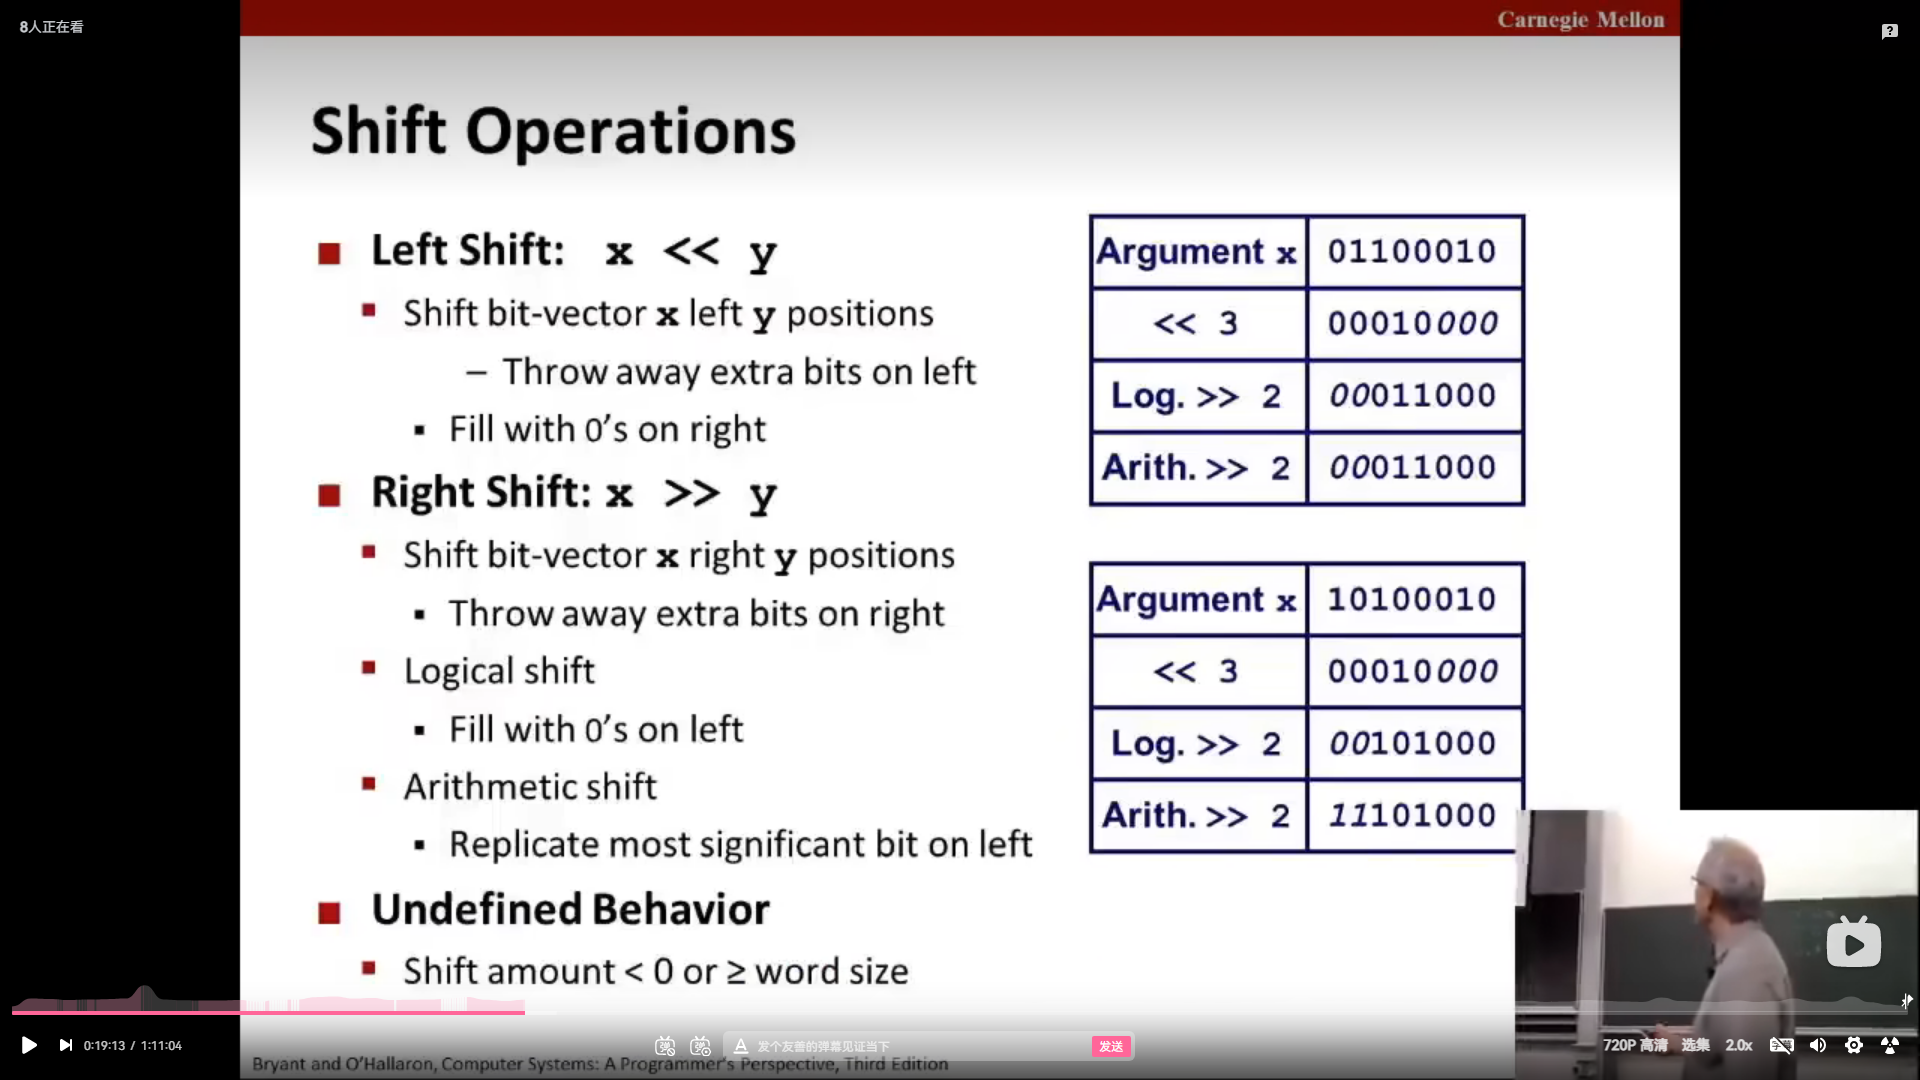 8人正在看
Carnegie Mellon
Shift Operations
Left Shift: x << y
Shift bit-vector x left y positions
– Throw away extra bits on left
Fill with 0’s on right
Right Shift: x >> y
Shift bit-vector x right y positions
Throw away extra bits on right
Logical shift
Fill with 0’s on left
Arithmetic shift
Replicate most significant bit on left
Undefined Behavior
Shift amount < 0 or ≥ word size
Argument x 01100010
<< 3 00010000
Log. >> 2 00011000
Arith. >> 2 00011000
Argument x 10100010
<< 3 00010000
Log. >> 2 00101000
Arith. >> 2 11101000
0:19:13 / 1:11:04
弹
弹
A 发个友善的弹幕见证当下
发送
720P 高清 选集 2.0x
字幕
Bryant and O’Hallaron, Computer Systems: A Programmer’s Perspective, Third Edition